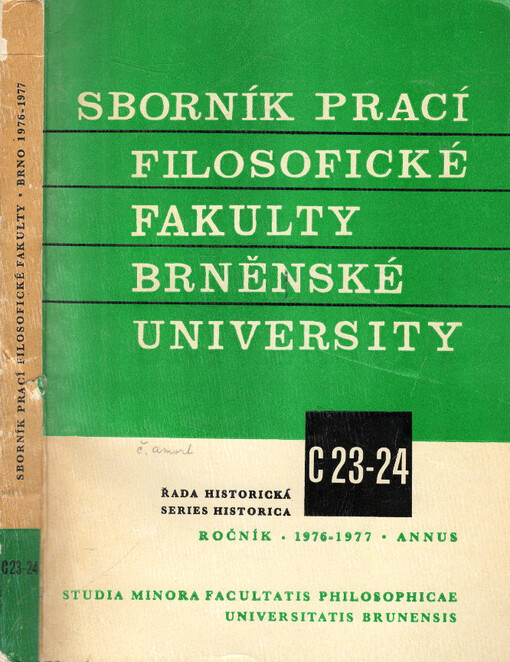 SBORNÍK PRACÍ FILOSOFICKÉ FAKULTY • BRNO 1976-1977
C 23-24
SBORNÍK PRACÍ
FILOSOFICKÉ
FAKULTY
BRNĚNSKÉ
UNIVERSITY
č. amort
C 23-24
ŘADA HISTORICKÁ
SERIES HISTORICA
ROČNÍK • 1976-1977 • ANNUS
STUDIA MINORA FACULTATIS PHILOSOPHICAE
UNIVERSITATIS BRUNENSIS